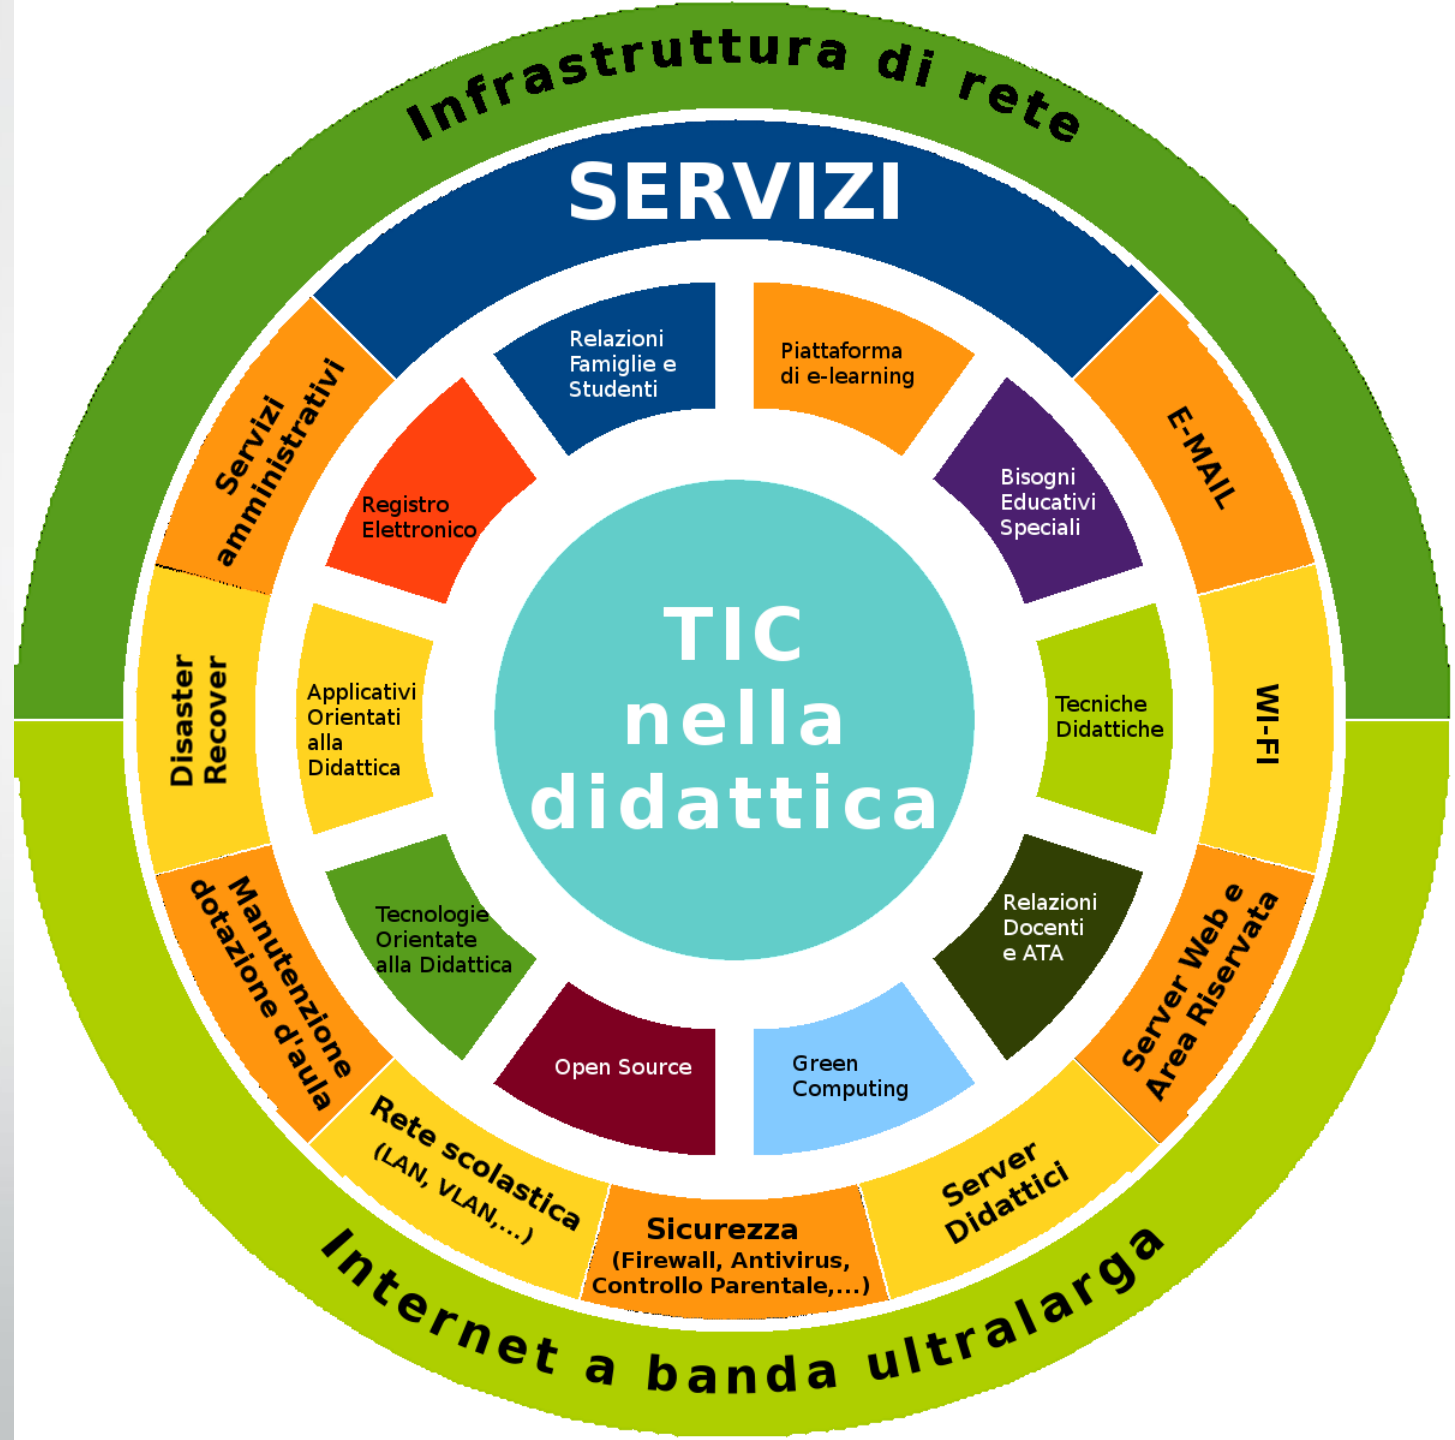 Infrastruttura di rete
SERVIZI
Servizi
amministrativi
E-MAIL
Relazioni
Famiglie e
Studenti
Piattaforma
di e-learning
Registro
Elettronico
Bisogni
Educativi
Speciali
Disaster
Recover
Applicativi
Orientati
alla
Didattica
TIC
nella
didattica
Tecniche
Didattiche
WI-FI
Tecnologie
Orientate
alla Didattica
Relazioni
Docenti
e ATA
Manutenzione
dotazione d'aula
Server Web e
Area Riservata
Open Source
Green
Computing
Rete scolastica
(LAN, VLAN,...)
Sicurezza
(Firewall, Antivirus,
Controllo Parentale,...)
Server
Didattici
Internet a banda ultralarga